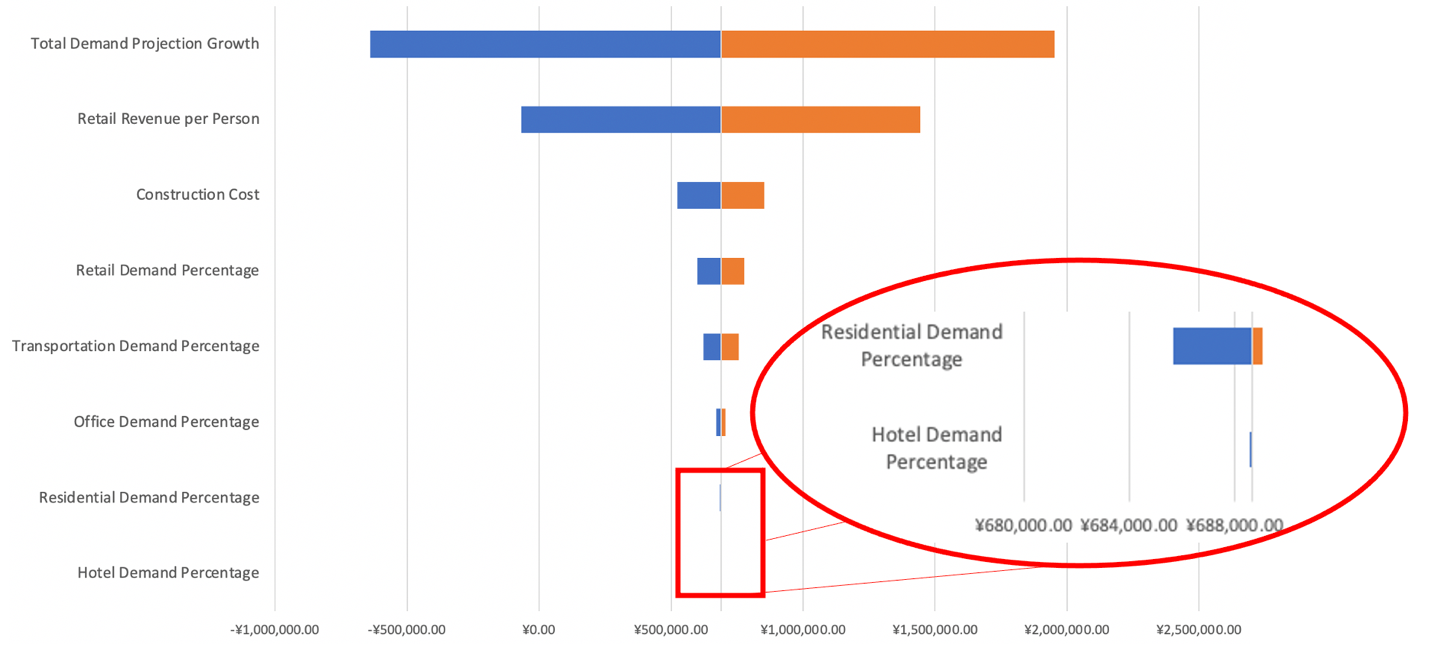 Total Demand Projection Growth
Retail Revenue per Person
Construction Cost
Retail Demand Percentage
Transportation Demand Percentage
Office Demand Percentage
Residential Demand Percentage
Hotel Demand Percentage
Residential Demand
Percentage
Hotel Demand
Percentage
¥680,000.00 ¥684,000.00 ¥688,000.00
-¥1,000,000.00 -¥500,000.00 ¥0.00 ¥500,000.00 ¥1,000,000.00 ¥1,500,000.00 ¥2,000,000.00 ¥2,500,000.00